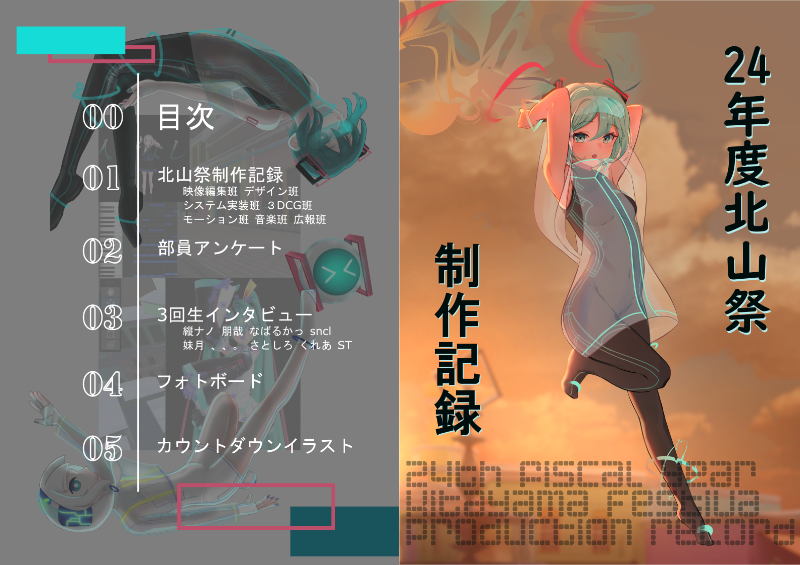 00 目次
01 北山祭制作記録
映像編集班 デザイン班
システム実装班 3DCG班
モーション班 音楽班 広報班
02 部員アンケート
03 3回生インタビュー
縦ナノ 朋哉 なばるかっ sncl
妹月 、、。 さとしろ くれあ ST
04 フォトボード
05 カウントダウンイラスト
24年度北山祭
制作記録
24th Fiscal Year
Kitayama Festival
Production record